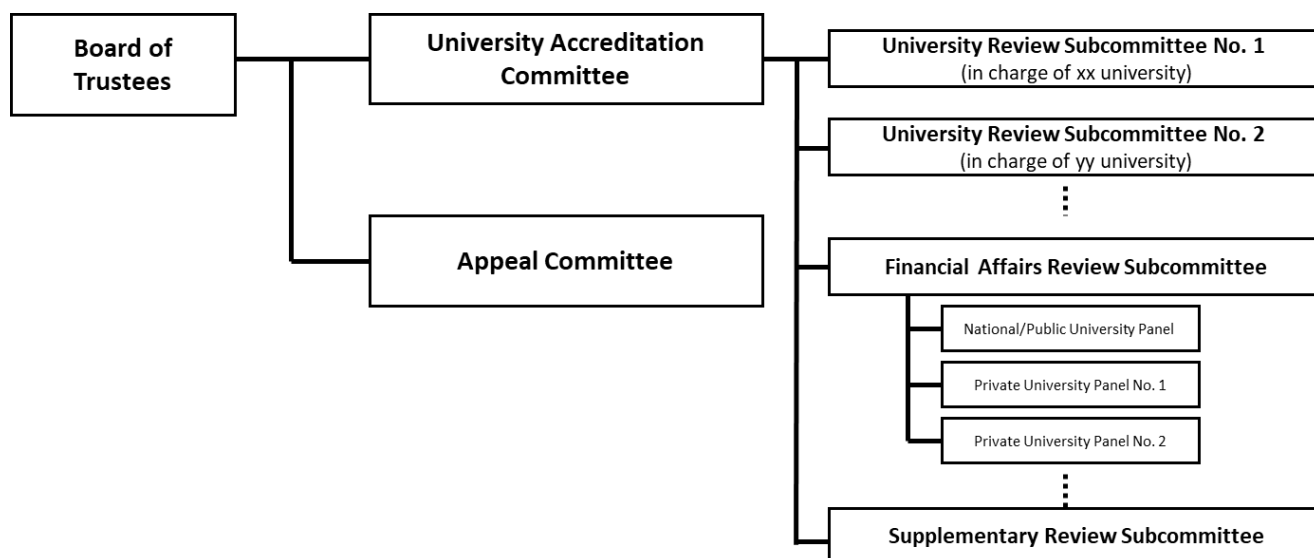 Board of
Trustees
University Accreditation
Committee
Appeal Committee
University Review Subcommittee No. 1
(in charge of xx university)
University Review Subcommittee No. 2
(in charge of yy university)
Financial Affairs Review Subcommittee
National/Public University Panel
Private University Panel No. 1
Private University Panel No. 2
Supplementary Review Subcommittee